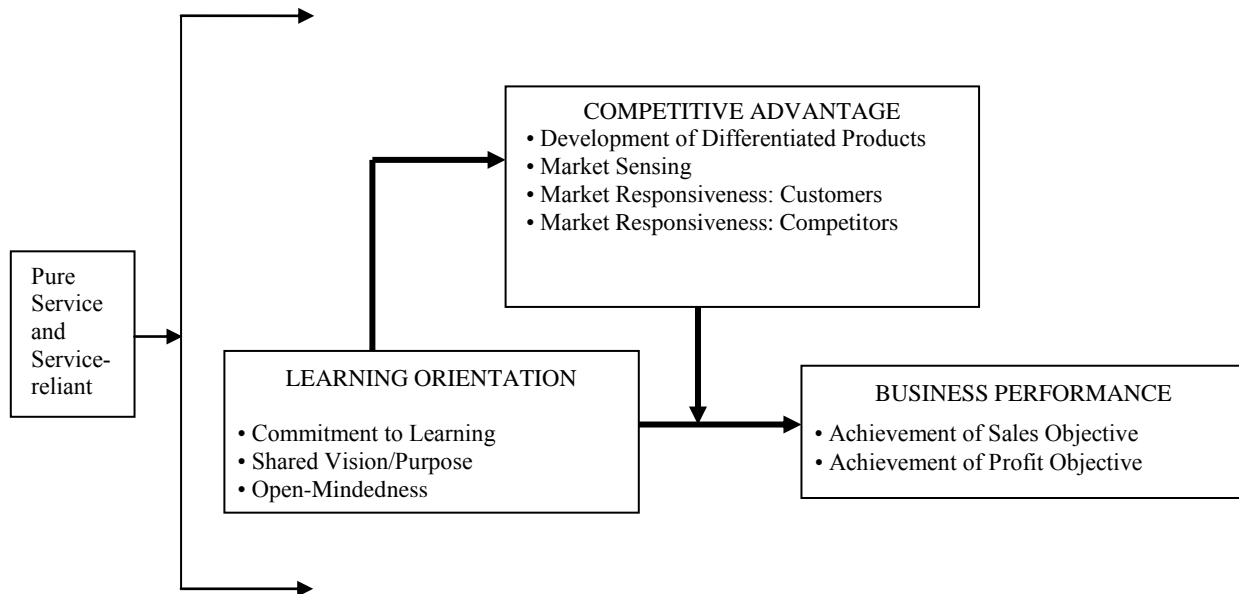 COMPETITIVE ADVANTAGE
• Development of Differentiated Products
• Market Sensing
• Market Responsiveness: Customers
• Market Responsiveness: Competitors
Pure
Service
and
Service-
reliant
LEARNING ORIENTATION
• Commitment to Learning
• Shared Vision/Purpose
• Open-Mindedness
BUSINESS PERFORMANCE
• Achievement of Sales Objective
• Achievement of Profit Objective